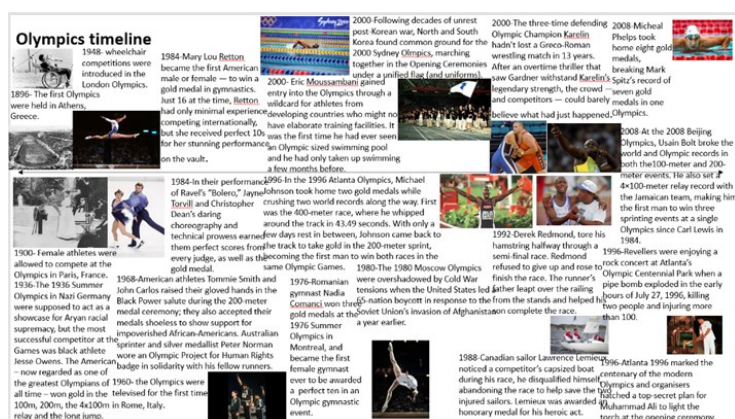 Olympics timeline
1948- wheelchair
competitions were
introduced in the
London Olympics.
1896- The first Olympics
were held in Athens,
Greece.
1984-Mary Lou Retton
became the first American
male or female — to win a
gold medal in gymnastics.
Just 16 at the time, Retton
had only minimal experience
competing internationally,
but she received perfect 10s
for her stunning performance
on the vault.
2000-Following decades of unrest
post-Korean war, North and South
Korea found common ground for the
2000 Sydney Olmpics, marching
together in the Opening Ceremonies
under a unified flag (and uniforms).
2000- Eric Moussambani gained
entry into the Olympics through a
wildcard for athletes from
developing countries who might no
have elaborate training facilities. It
was the first time he had ever seen
an Olympic sized swimming pool
and he had only taken up swimming
a few months before.
2000-The three-time defending
Olympic Champion Karelin
hadn't lost a Greco-Roman
wrestling match in 13 years.
After an overtime thriller that
saw Gardner withstand Karelin's
legendary strength, the crowd —
and competitors — could barely
believe what had just happened.
2008-Micheal
Phelps took
home eight gold
medals,
breaking Mark
Spitz's record of
seven gold
medals in one
Olympics.
2008-At the 2008 Beijing
Olympics, Usain Bolt broke the
world and Olympic records in
both the100-meter and 200-
meter events. He also set a
4×100-meter relay record with
the Jamaican team, making him
the first man to win three
sprinting events at a single
Olympics since Carl Lewis in
1984.
1900- Female athletes were
allowed to compete at the
Olympics in Paris, France.
1936-The 1936 Summer
Olympics in Nazi Germany
were supposed to act as a
showcase for Aryan racial
supremacy, but the most
successful competitor at the
Games was black athlete
Jesse Owens. The American
– now regarded as one of
the greatest Olympians of
all time – won gold in the
100m, 200m, the 4x100m
relay and the long jump.
1984-In their performance
of Ravel's "Bolero," Jayne
Torvill and Christopher
Dean's daring
choreography and
technical prowess earned
them perfect scores from
every judge, as well as the
gold medal.
1968-American athletes Tommie Smith and
John Carlos raised their gloved hands in the
Black Power salute during the 200-meter
medal ceremony; they also accepted their
medals shoeless to show support for
impoverished African-Americans. Australian
sprinter and silver medallist Peter Norman
wore an Olympic Project for Human Rights
badge in solidarity with his fellow runners.
1960- the Olympics were
televised for the first time
in Rome, Italy.
1996-In the 1996 Atlanta Olympics, Michael
Johnson took home two gold medals while
crushing two world records along the way. First
was the 400-meter race, where he whipped
around the track in 43.49 seconds. With only a
few days rest in between, Johnson came back to
the track to take gold in the 200-meter sprint,
becoming the first man to win both races in the
same Olympic Games.
1976-Romanian
gymnast Nadia
Comanci won three
gold medals at the
1976 Summer
Olympics in
Montreal, and
became the first
female gymnast
ever to be awarded
a perfect ten in an
Olympic gymnastic
event.
1980-The 1980 Moscow Olympics
were overshadowed by Cold War
tensions when the United States led a
65-nation boycott in response to the
Soviet Union's invasion of Afghanistan
a year earlier.
1992-Derek Redmond, tore his
hamstring halfway through a
semi-final race. Redmond
refused to give up and rose to
finish the race. The runner's
father leapt over the railing
from the stands and helped his
son complete the race.
1996-Revellers were enjoying a
rock concert at Atlanta's
Olympic Centennial Park when a
pipe bomb exploded in the early
hours of July 27, 1996, killing
two people and injuring more
than 100.
1988-Canadian sailor Lawrence Lemieux
noticed a competitor's capsized boat
during his race, he disqualified himself,
abandoning the race to help save the two
injured sailors. Lemieux was awarded an
honorary medal for his heroic act.
1996-Atlanta 1996 marked the
centenary of the modern
Olympics and organisers
hatched a top-secret plan for
Muhammad Ali to light the
torch at the opening ceremony.